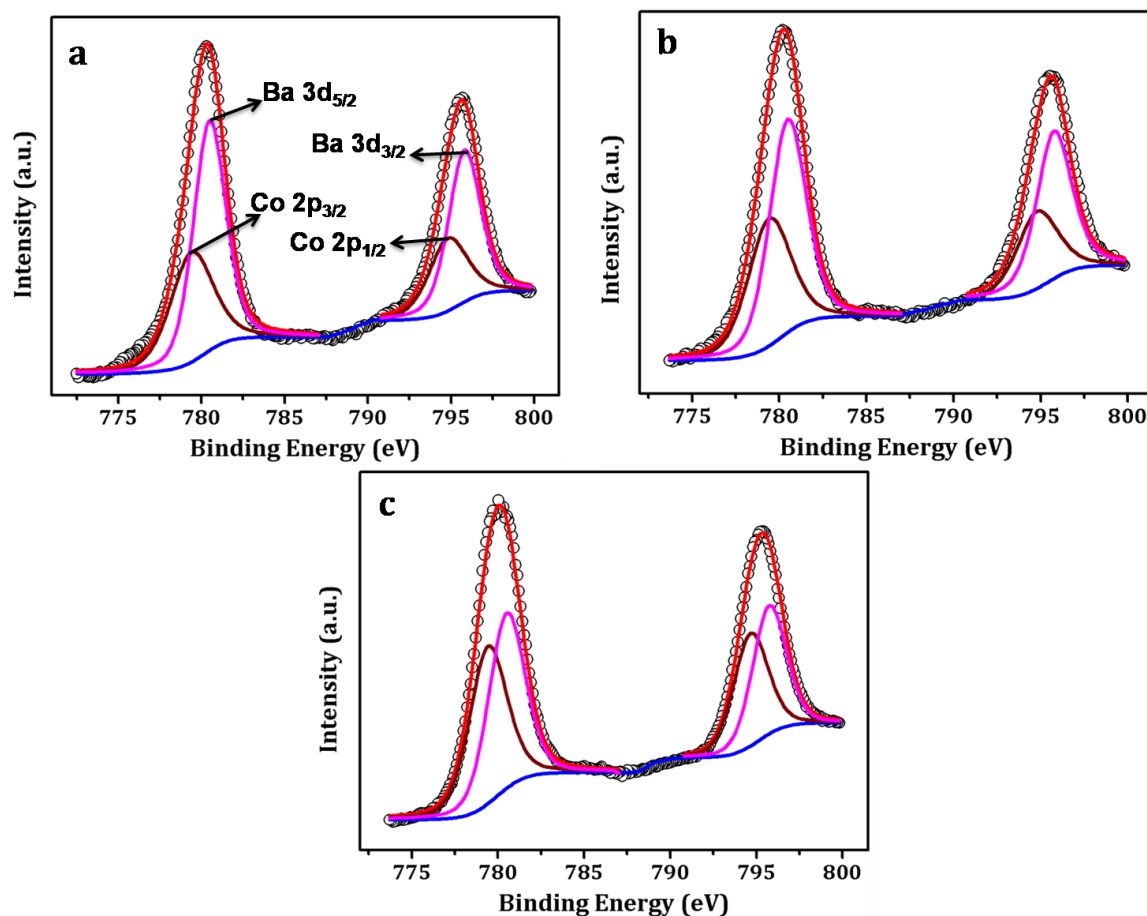 a
Ba 3d5/2
Ba 3d3/2
Co 2p3/2
Co 2p1/2
Intensity (a.u.)
775 780 785 790 795 800
Binding Energy (eV)
b
Intensity (a.u.)
775 780 785 790 795 800
Binding Energy (eV)
c
Intensity (a.u.)
775 780 785 790 795 800
Binding Energy (eV)